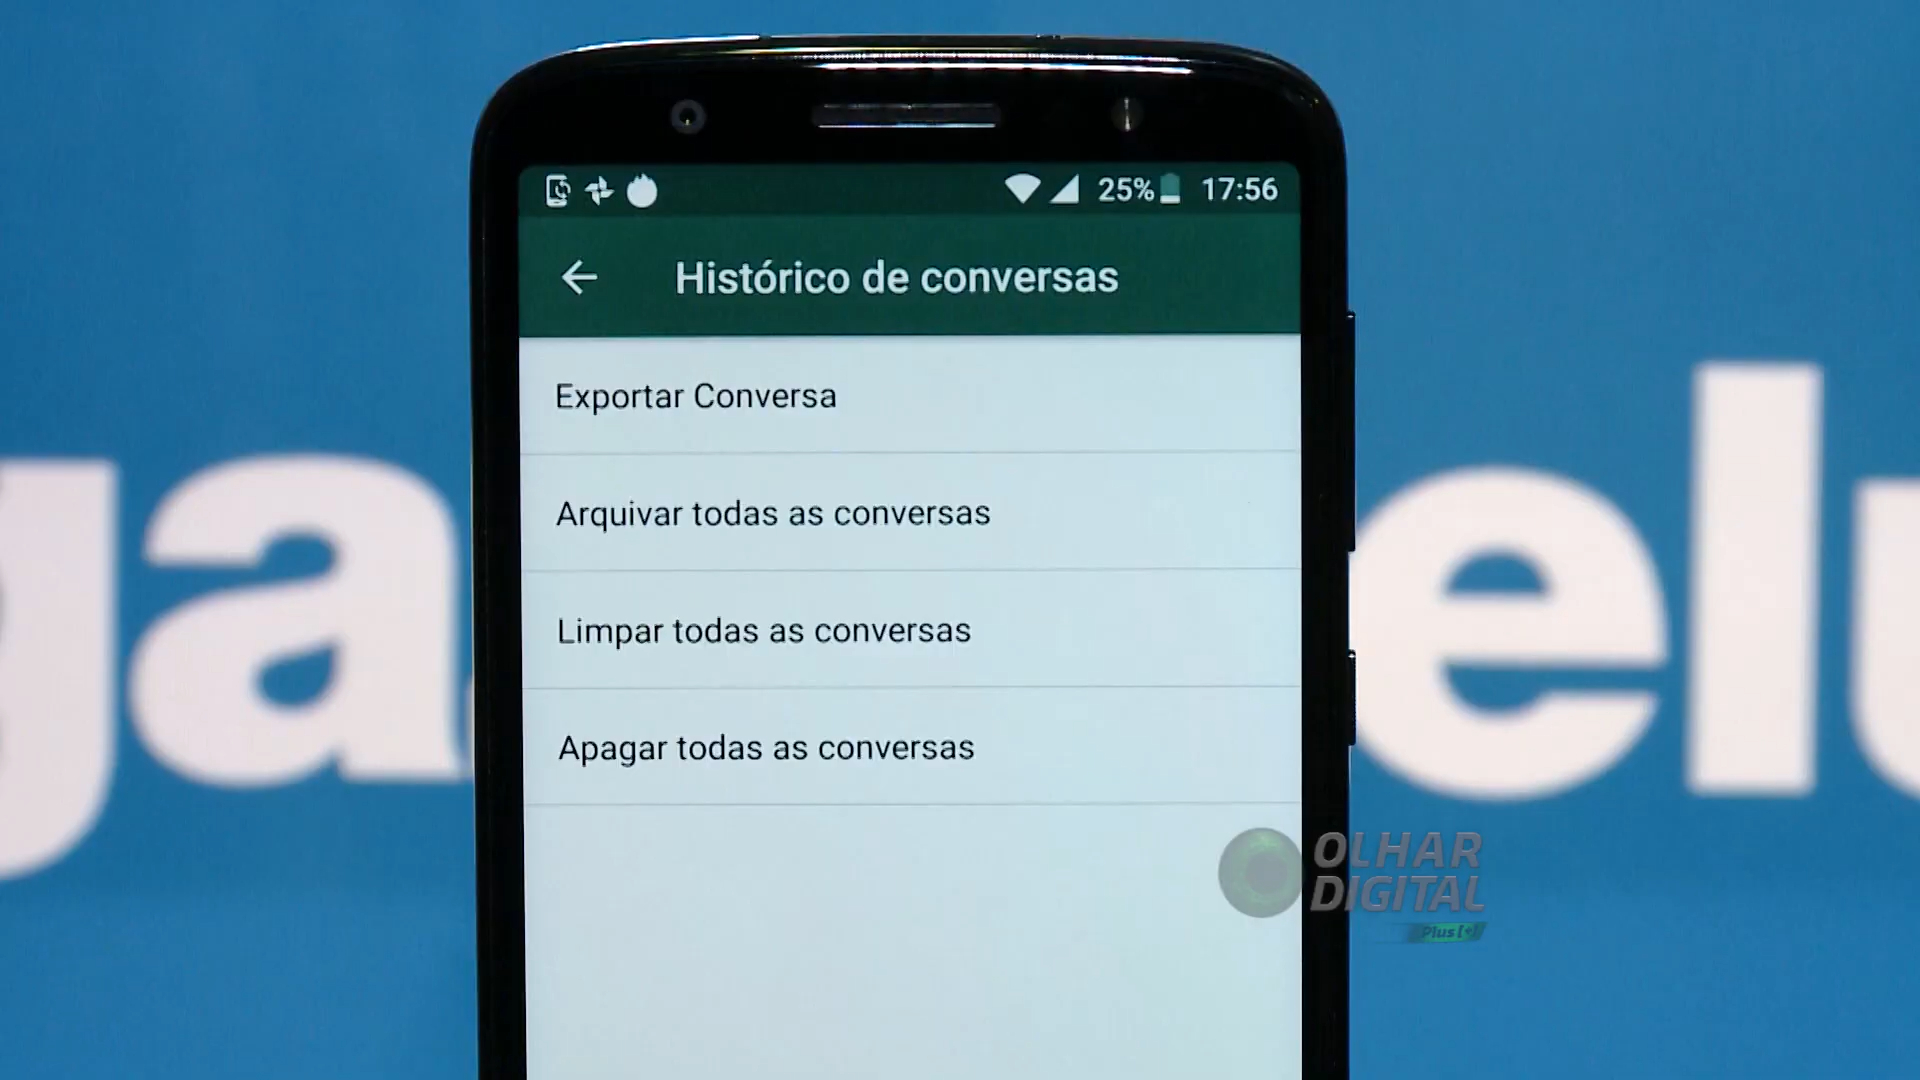 25% 17:56
Histórico de conversas
Exportar Conversa
Arquivar todas as conversas
Limpar todas as conversas
Apagar todas as conversas
OLHAR
DIGITAL
Plus[+]